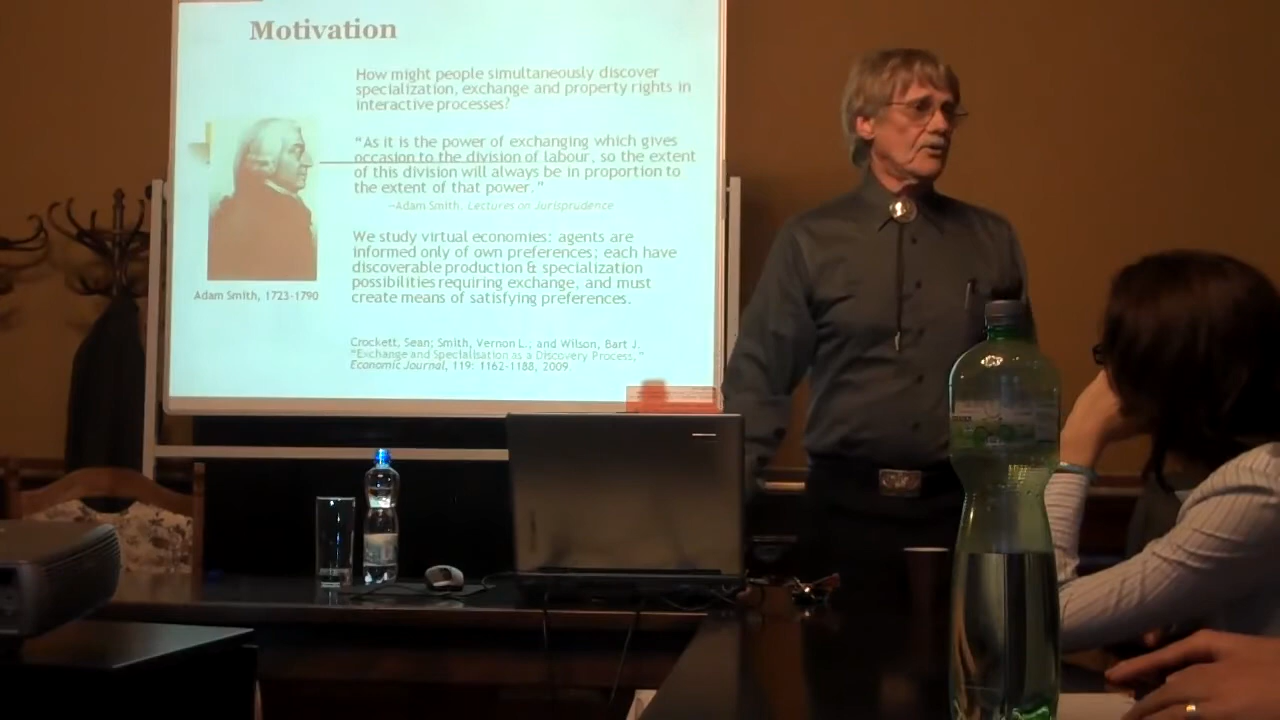 Motivation
How might people simultaneously discover
specialization, exchange and property rights in
interactive processes?
“As it is the power of exchanging which gives
occasion to the division of labour, so the extent
of this division will always be in proportion to
the extent of that power.”
–Adam Smith, Lectures on Jurisprudence
We study virtual economies: agents are
informed only of own preferences; each have
discoverable production & specialization
possibilities requiring exchange, and must
create means of satisfying preferences.
Adam Smith, 1723-1790
Crockett, Sean; Smith, Vernon L., and Wilson, Bart J.
“Exchange and Specialisation as a Discovery Process,”
Economic Journal, 119: 1162-1188, 2009.